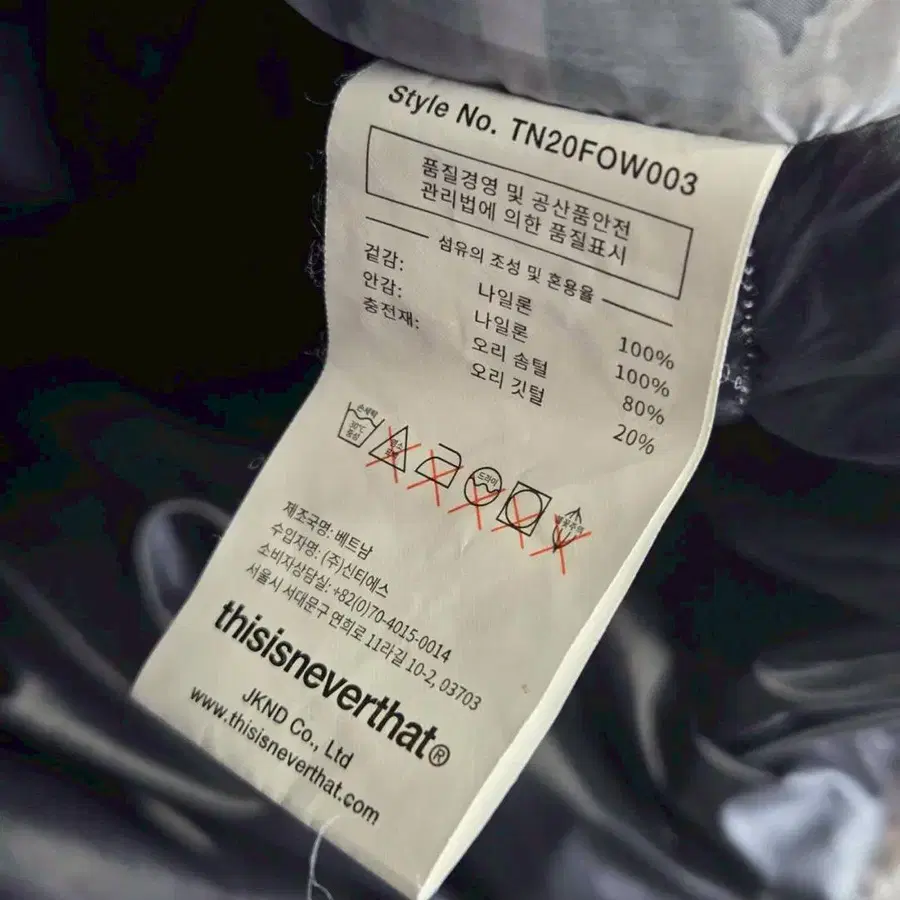 Style No. TN20FOW003
품질경영 및 공산품안전
관리법에 의한 품질표시
섬유의 조성 및 혼용율
겉감: 나일론 100%
안감: 나일론 100%
충전재: 오리 솜털 80%
오리 깃털 20%
손세탁
30℃
중성
드라이
제조국명: 베트남
수입자명: (주)신티에스
소비자상담실: +82(0)70-4015-0014
서울시 서대문구 연희로 11라길 10-2, 03703
thisisneverthat®
JKND Co., Ltd
www.thisisneverthat.com